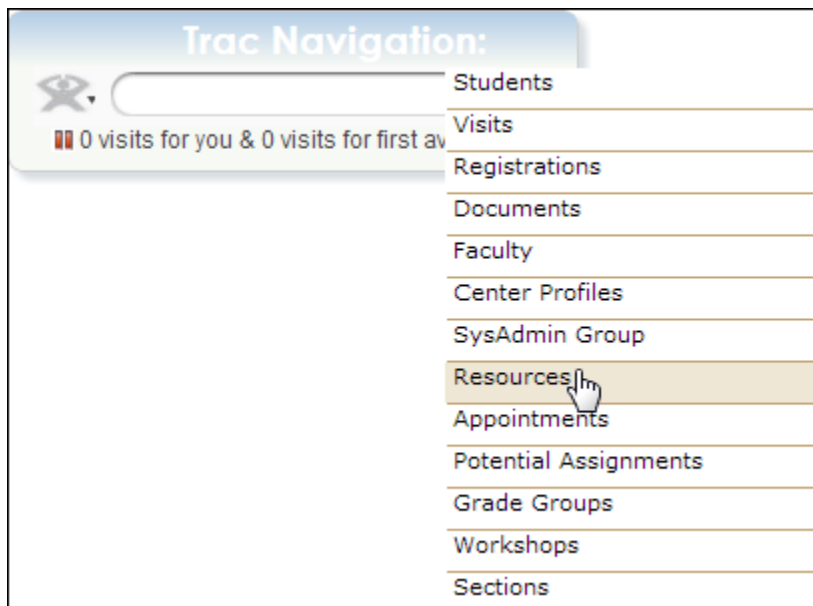 Trac Navigation:
0 visits for you & 0 visits for first av
Students
Visits
Registrations
Documents
Faculty
Center Profiles
SysAdmin Group
Resources
Appointments
Potential Assignments
Grade Groups
Workshops
Sections